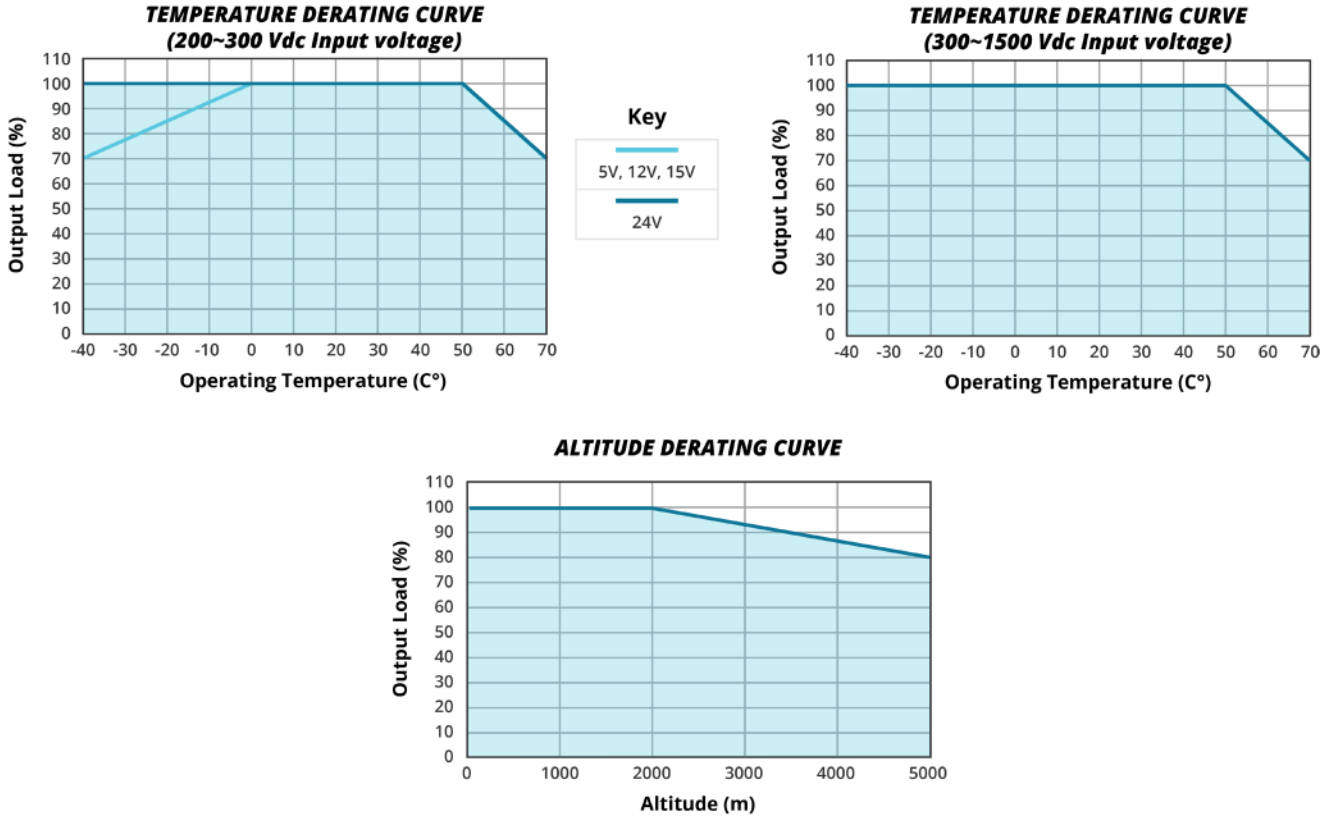 TEMPERATURE DERATING CURVE
(200~300 Vdc Input voltage)
110
100
90
80
70
60
50
40
30
20
10
0
Output Load (%)
-40 -30 -20 -10 0 10 20 30 40 50 60 70
Operating Temperature (C°)
Key
5V, 12V, 15V
24V
TEMPERATURE DERATING CURVE
(300~1500 Vdc Input voltage)
110
100
90
80
70
60
50
40
30
20
10
0
Output Load (%)
-40 -30 -20 -10 0 10 20 30 40 50 60 70
Operating Temperature (C°)
ALTITUDE DERATING CURVE
110
100
90
80
70
60
50
40
30
20
10
0
Output Load (%)
0 1000 2000 3000 4000 5000
Altitude (m)